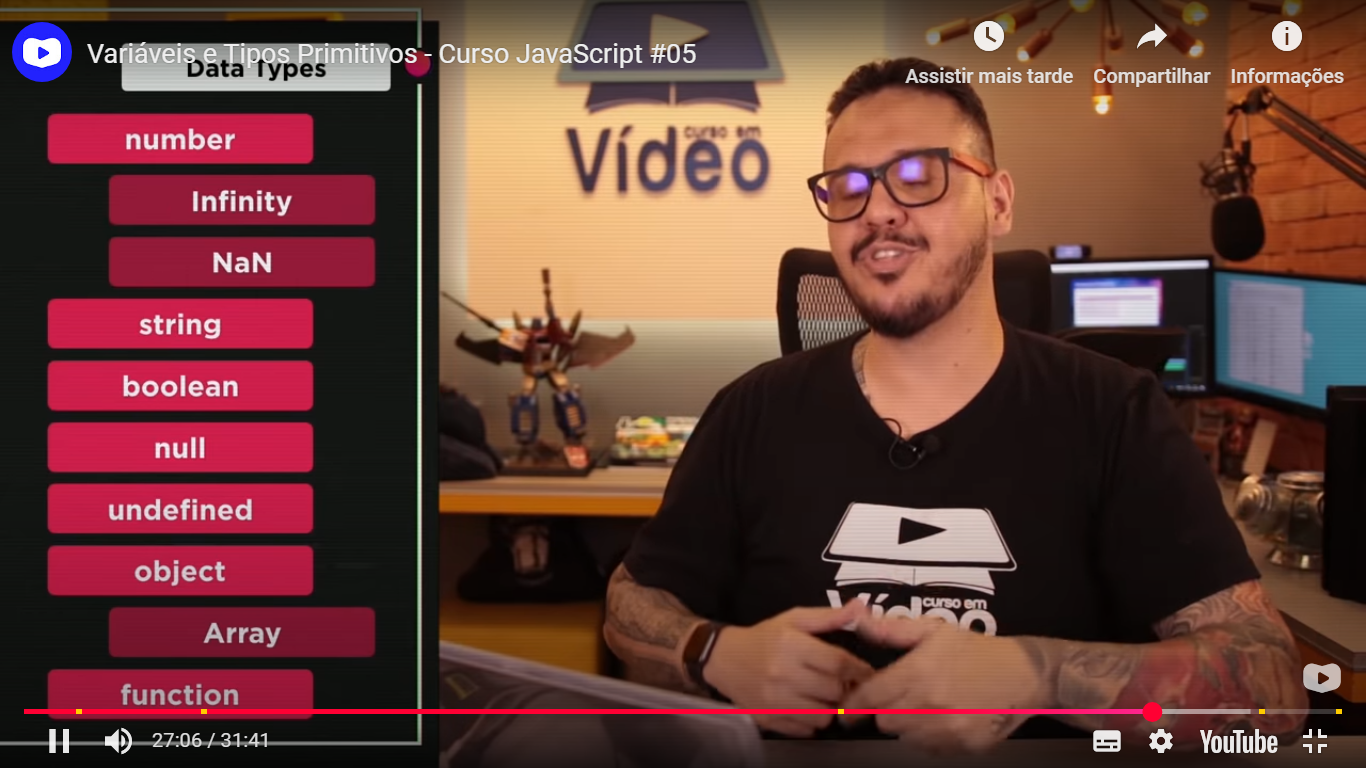 Variáveis e Tipos Primitivos - Curso JavaScript #05
Assistir mais tarde
Compartilhar
Informações
Data Types
number
Infinity
NaN
string
boolean
null
undefined
object
Array
function
curso em
Vídeo
curso em
Vídeo
27:06 / 31:41
YouTube